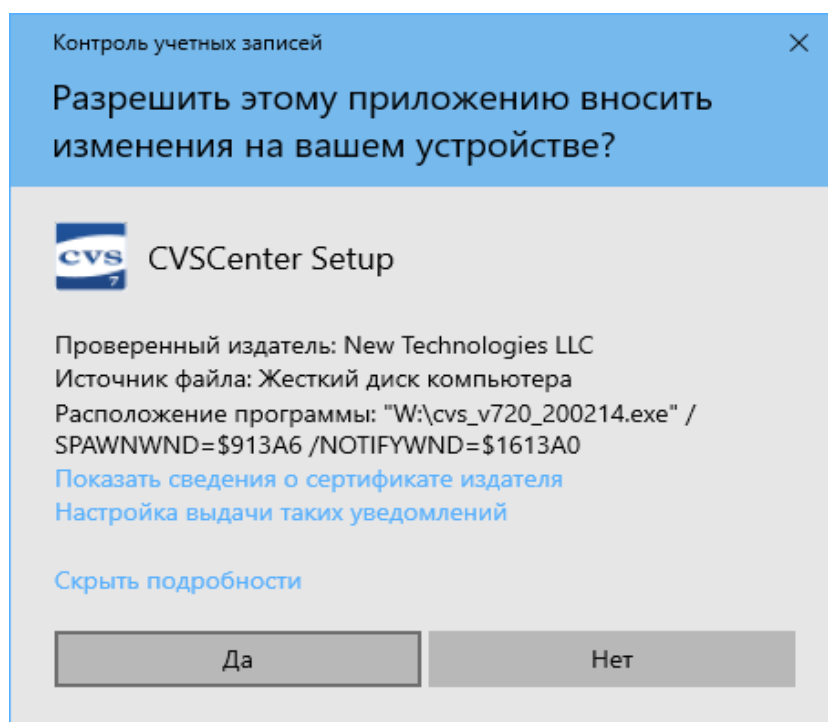 Контроль учетных записей
Разрешить этому приложению вносить
изменения на вашем устройстве?
cvs
7
CVSCenter Setup
Проверенный издатель: New Technologies LLC
Источник файла: Жесткий диск компьютера
Расположение программы: "W:\cvs_v720_200214.exe" /
SPAWNWND=$913A6 /NOTIFYWND=$1613A0
Показать сведения о сертификате издателя
Настройка выдачи таких уведомлений
Скрыть подробности
Да
Нет